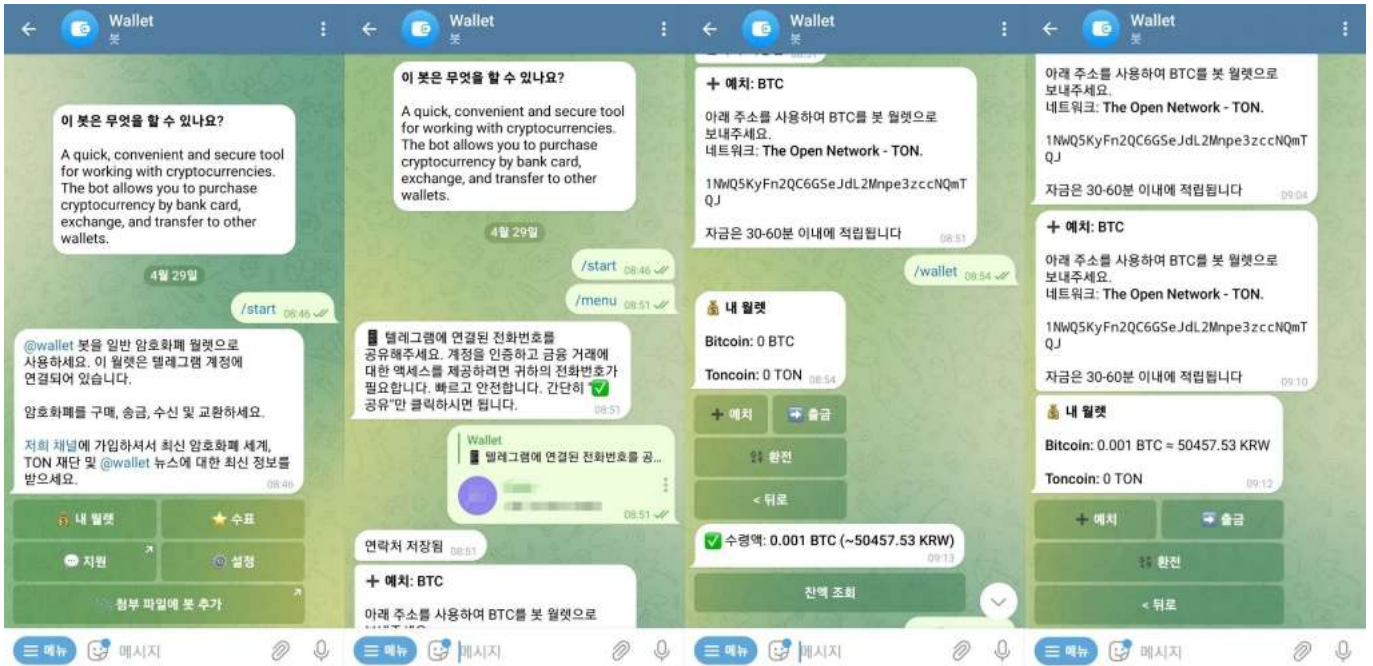 Wallet
봇
이 봇은 무엇을 할 수 있나요?
A quick, convenient and secure tool
for working with cryptocurrencies.
The bot allows you to purchase
cryptocurrency by bank card,
exchange, and transfer to other
wallets.
4월 29일
/start 08:46
@wallet 봇을 일반 암호화폐 월렛으로
사용하세요. 이 월렛은 텔레그램 계정에
연결되어 있습니다.
암호화폐를 구매, 송금, 수신 및 교환하세요.
저희 채널에 가입하셔서 최신 암호화폐 세계,
TON 재단 및 @wallet 뉴스에 대한 최신 정보를
받으세요. 08:46
내 월렛
수표
지원
설정
첨부 파일에 봇 추가
메뉴
메시지
Wallet
봇
이 봇은 무엇을 할 수 있나요?
A quick, convenient and secure tool
for working with cryptocurrencies.
The bot allows you to purchase
cryptocurrency by bank card,
exchange, and transfer to other
wallets.
4월 29일
/start 08:46
/menu 08:51
텔레그램에 연결된 전화번호를
공유해주세요. 계정을 인증하고 금융 거래에
대한 액세스를 제공하려면 귀하의 전화번호가
필요합니다. 빠르고 안전합니다. 간단히 "✅
공유"만 클릭하시면 됩니다. 08:51
Wallet
텔레그램에 연결된 전화번호를 공...
08:51
연락처 저장됨 08:51
➕ 예치: BTC
아래 주소를 사용하여 BTC를 봇 월렛으로
메뉴
메시지
Wallet
봇
➕ 예치: BTC
아래 주소를 사용하여 BTC를 봇 월렛으로
보내주세요.
네트워크: The Open Network - TON.
1NWQ5KyFn2QC6GSeJdL2Mnpe3zccNQmT
QJ
자금은 30-60분 이내에 적립됩니다 08:51
/wallet 08:54
내 월렛
Bitcoin: 0 BTC
Toncoin: 0 TON 08:54
➕ 예치
➡ 출금
환전
< 뒤로
✅ 수령액: 0.001 BTC (~50457.53 KRW)
09:13
잔액 조회
메뉴
메시지
Wallet
봇
아래 주소를 사용하여 BTC를 봇 월렛으로
보내주세요.
네트워크: The Open Network - TON.
1NWQ5KyFn2QC6GSeJdL2Mnpe3zccNQmT
QJ
자금은 30-60분 이내에 적립됩니다 09:04
➕ 예치: BTC
아래 주소를 사용하여 BTC를 봇 월렛으로
보내주세요.
네트워크: The Open Network - TON.
1NWQ5KyFn2QC6GSeJdL2Mnpe3zccNQmT
QJ
자금은 30-60분 이내에 적립됩니다 09:10
내 월렛
Bitcoin: 0.001 BTC ≈ 50457.53 KRW
Toncoin: 0 TON 09:12
➕ 예치
➡ 출금
환전
< 뒤로
메뉴
메시지